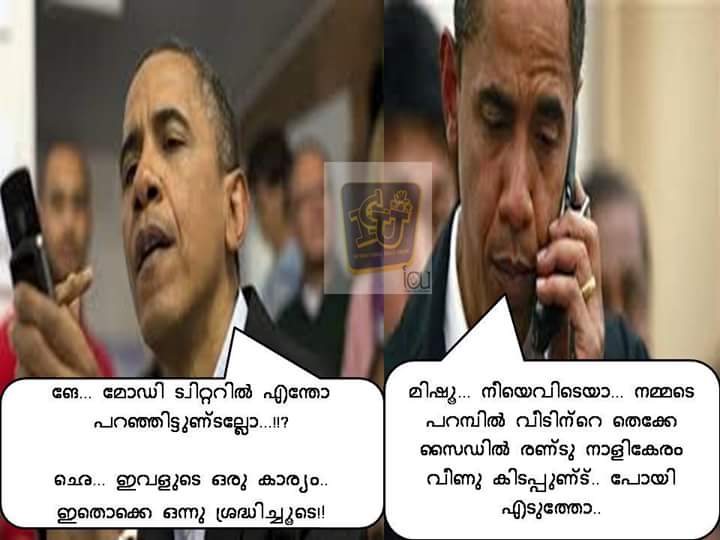 ങേ... മോഡി ട്വിറ്ററിൽ എന്തോ
പറഞ്ഞിട്ടുണ്ടല്ലോ...!!?
ഛെ... ഇവളുടെ ഒരു കാര്യം..
ഇതൊക്കെ ഒന്നു ശ്രദ്ധിച്ചൂടെ!!
മിഷൂ... നീയെവിടെയാ... നമ്മടെ
പറമ്പിൽ വീടിന്റെ തെക്കേ
സൈഡിൽ രണ്ടു നാളികേരം
വീണു കിടപ്പുണ്ട്.. പോയി
എടുത്തോ..